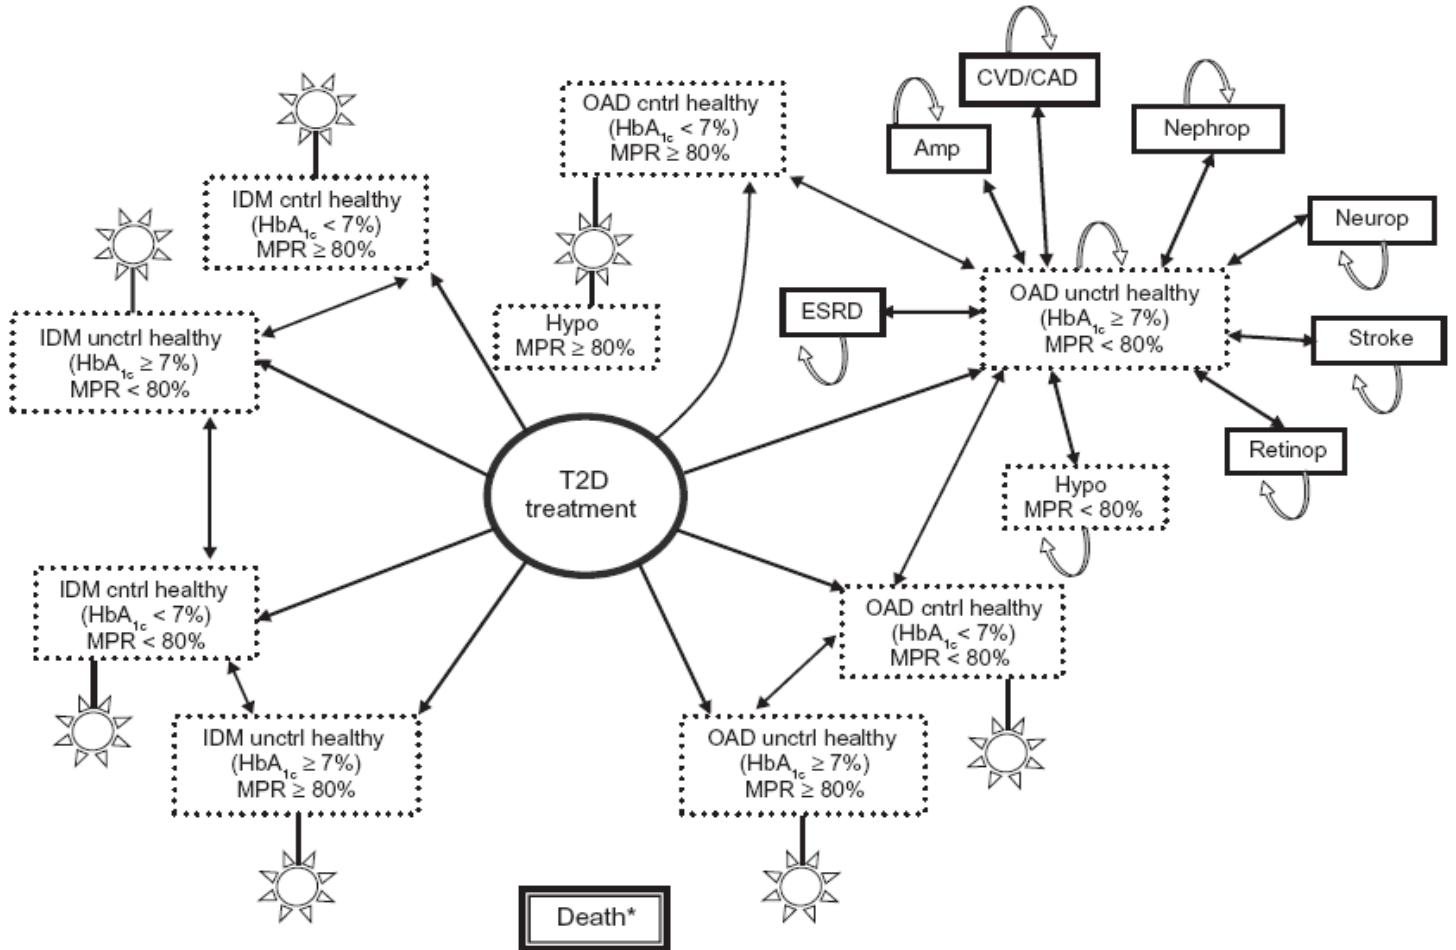 CVD/CAD
OAD cntrl healthy
(HbA1c < 7%)
MPR ≥ 80%
Amp
Nephrop
IDM cntrl healthy
(HbA1c < 7%)
MPR ≥ 80%
Neurop
OAD unctrl healthy
(HbA1c ≥ 7%)
MPR < 80%
ESRD
Hypo
MPR ≥ 80%
IDM unctrl healthy
(HbA1c ≥ 7%)
MPR < 80%
Stroke
Retinop
T2D
treatment
Hypo
MPR < 80%
IDM cntrl healthy
(HbA1c < 7%)
MPR < 80%
OAD cntrl healthy
(HbA1c < 7%)
MPR < 80%
IDM unctrl healthy
(HbA1c ≥ 7%)
MPR ≥ 80%
OAD unctrl healthy
(HbA1c ≥ 7%)
MPR ≥ 80%
Death*